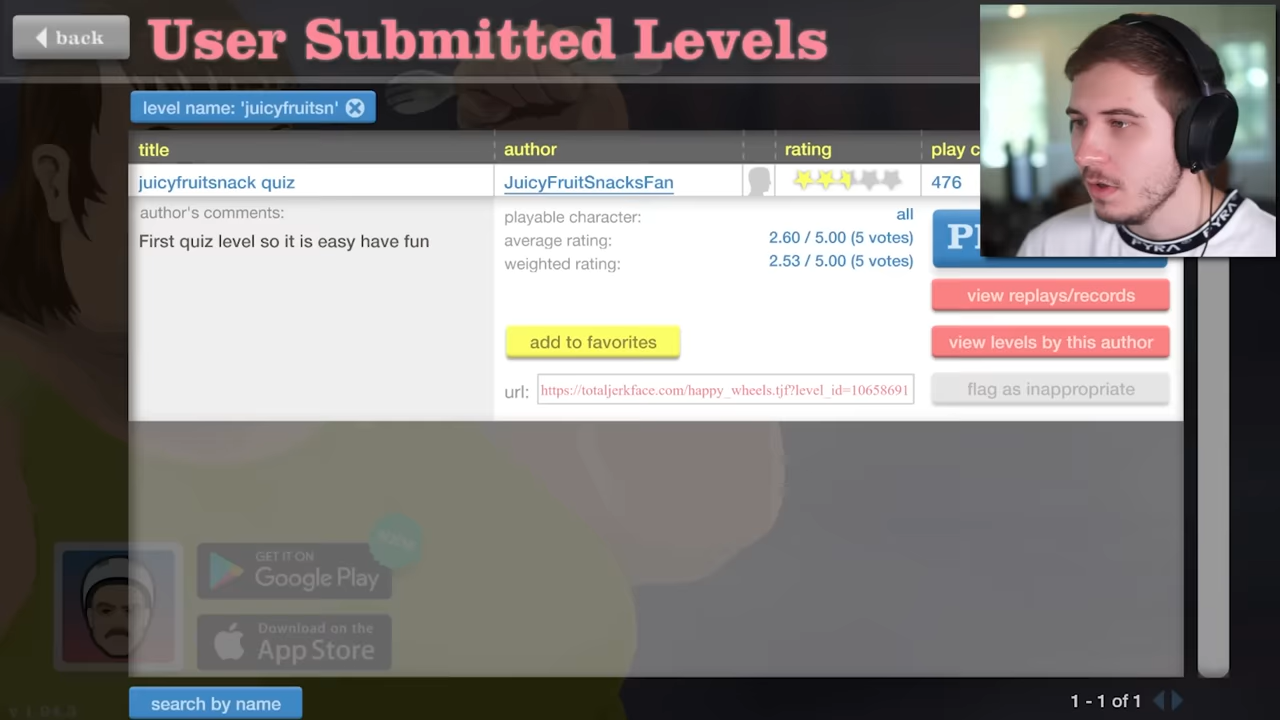 back
User Submitted Levels
level name: 'juicyfruitsn'
title author rating play c
juicyfruitsnack quiz JuicyFruitSnacksFan 476
author's comments:
First quiz level so it is easy have fun
playable character: all
average rating: 2.60 / 5.00 (5 votes)
weighted rating: 2.53 / 5.00 (5 votes)
view replays/records
add to favorites
view levels by this author
url: https://totaljerkface.com/happy_wheels.tjf?level_id=10658691
flag as inappropriate
FYRA FYRA
GET IT ON
Google Play
Download on the
App Store
search by name
1 - 1 of 1